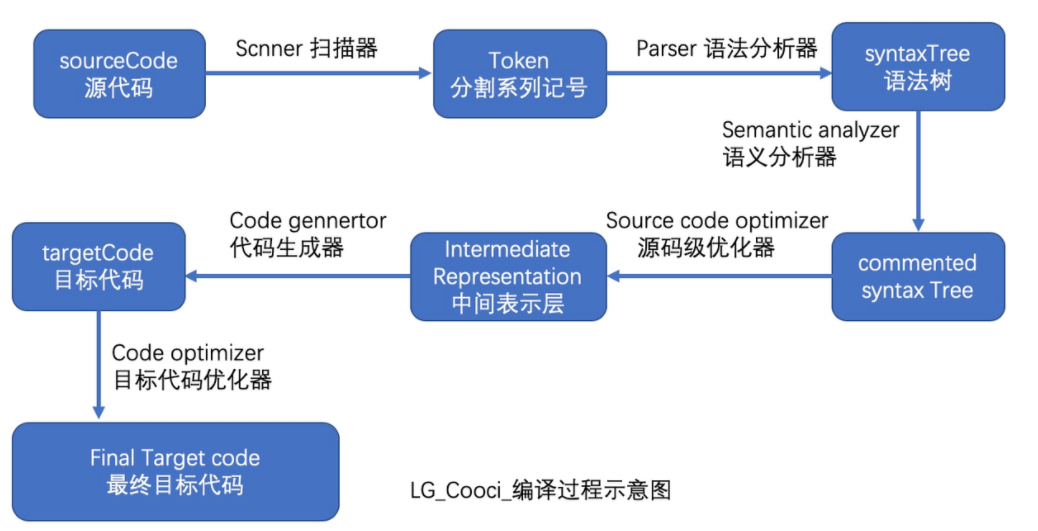 sourceCode
源代码
Scnner 扫描器
Token
分割系列记号
Parser 语法分析器
syntaxTree
语法树
Semantic analyzer
语义分析器
commented
syntax Tree
Source code optimizer
源码级优化器
Intermediate
Representation
中间表示层
Code gennertor
代码生成器
targetCode
目标代码
Code optimizer
目标代码优化器
Final Target code
最终目标代码
LG_Cooci_编译过程示意图